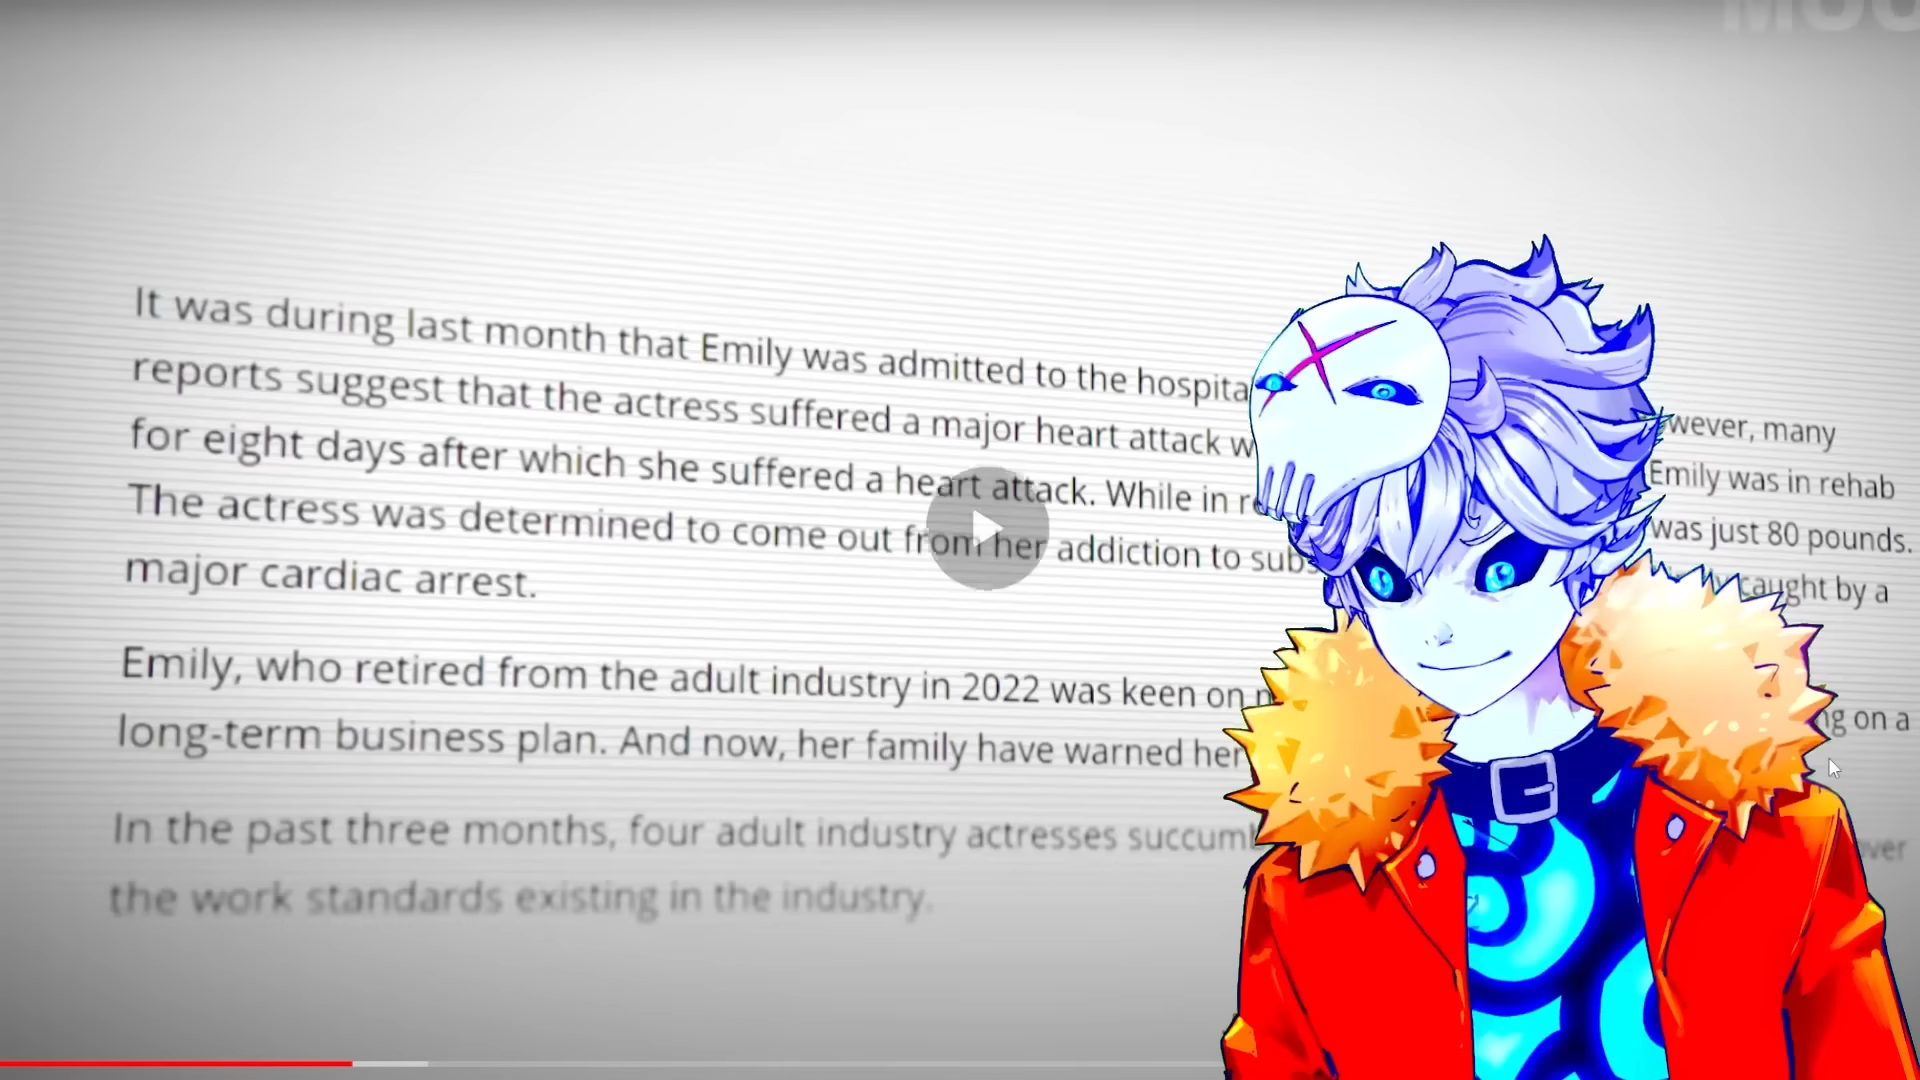 It was during last month that Emily was admitted to the hospita wever, many
reports suggest that the actress suffered a major heart attack w Emily was in rehab
for eight days after which she suffered a heart attack. While in re was just 80 pounds.
The actress was determined to come out from her addiction to subs caught by a
major cardiac arrest.
Emily, who retired from the adult industry in 2022 was keen on ng on a
long-term business plan. And now, her family have warned her
In the past three months, four adult industry actresses succumb ver
the work standards existing in the industry.